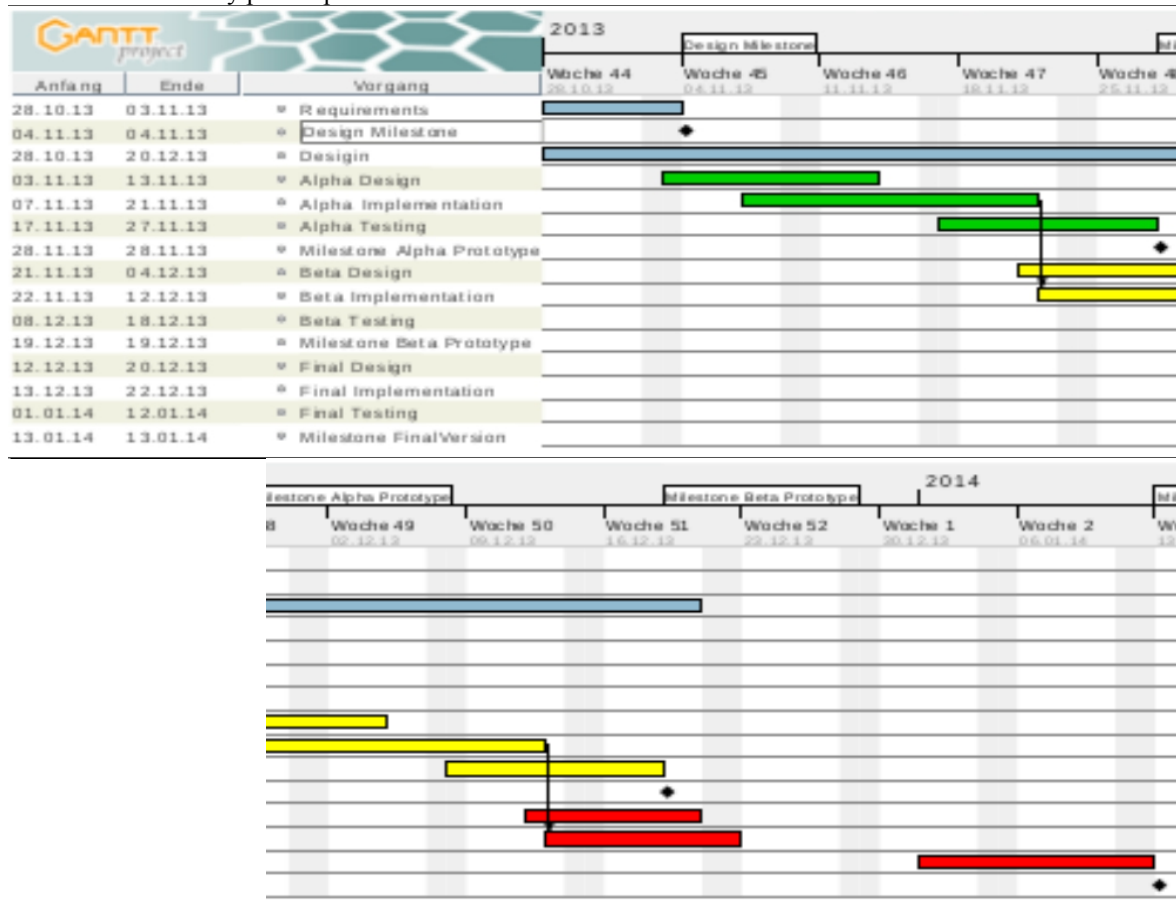 GANTT
project
2013
Design Milestone
Woche 44 Woche 45 Woche 46 Woche 47
28.10.13 04.11.13 11.11.13 18.11.13 25.11.13
Anfang Ende Vorgang
28.10.13 03.11.13 Requirements
04.11.13 04.11.13 Design Milestone
28.10.13 20.12.13 Desigin
03.11.13 13.11.13 Alpha Design
07.11.13 21.11.13 Alpha Implementation
17.11.13 27.11.13 Alpha Testing
28.11.13 28.11.13 Milestone Alpha Prototype
21.11.13 04.12.13 Beta Design
22.11.13 12.12.13 Beta Implementation
08.12.13 18.12.13 Beta Testing
19.12.13 19.12.13 Milestone Beta Prototype
12.12.13 20.12.13 Final Design
13.12.13 22.12.13 Final Implementation
01.01.14 12.01.14 Final Testing
13.01.14 13.01.14 Milestone FinalVersion
2014
ilestone Alpha Prototype Milestone Beta Prototype Mi
8 Woche 49 Woche 50 Woche 51 Woche 52 Woche 1 Woche 2
02.12.13 09.12.13 16.12.13 23.12.13 30.12.13 06.01.14 13